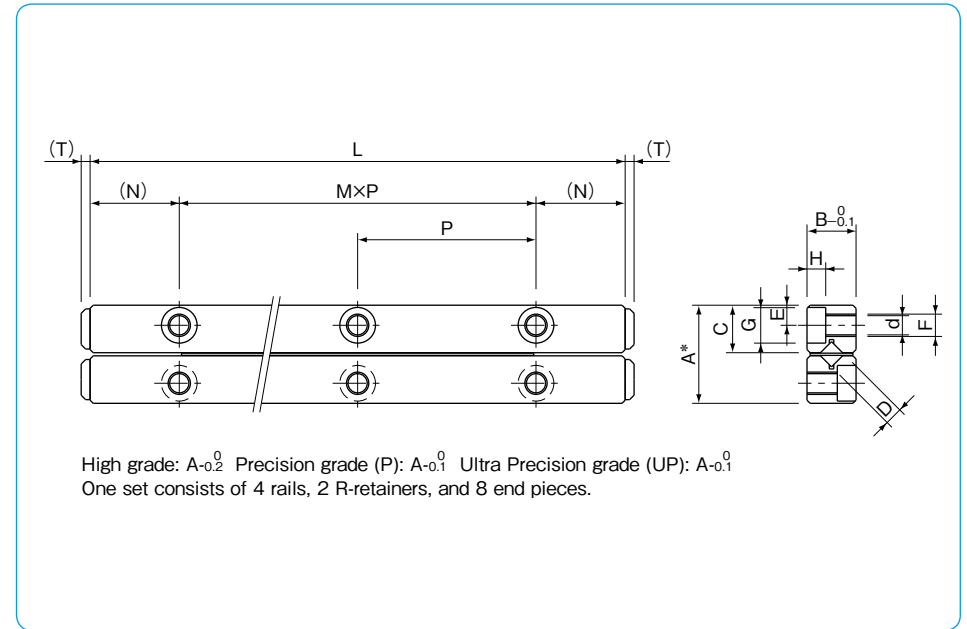 (T) L (T)
(N) M×P (N)
P
B-0 0.1
H
A*
C
G
E
d
F
D
High grade: A-0 0.2 Precision grade (P): A-0 0.1 Ultra Precision grade (UP): A-0 0.1
One set consists of 4 rails, 2 R-retainers, and 8 end pieces.